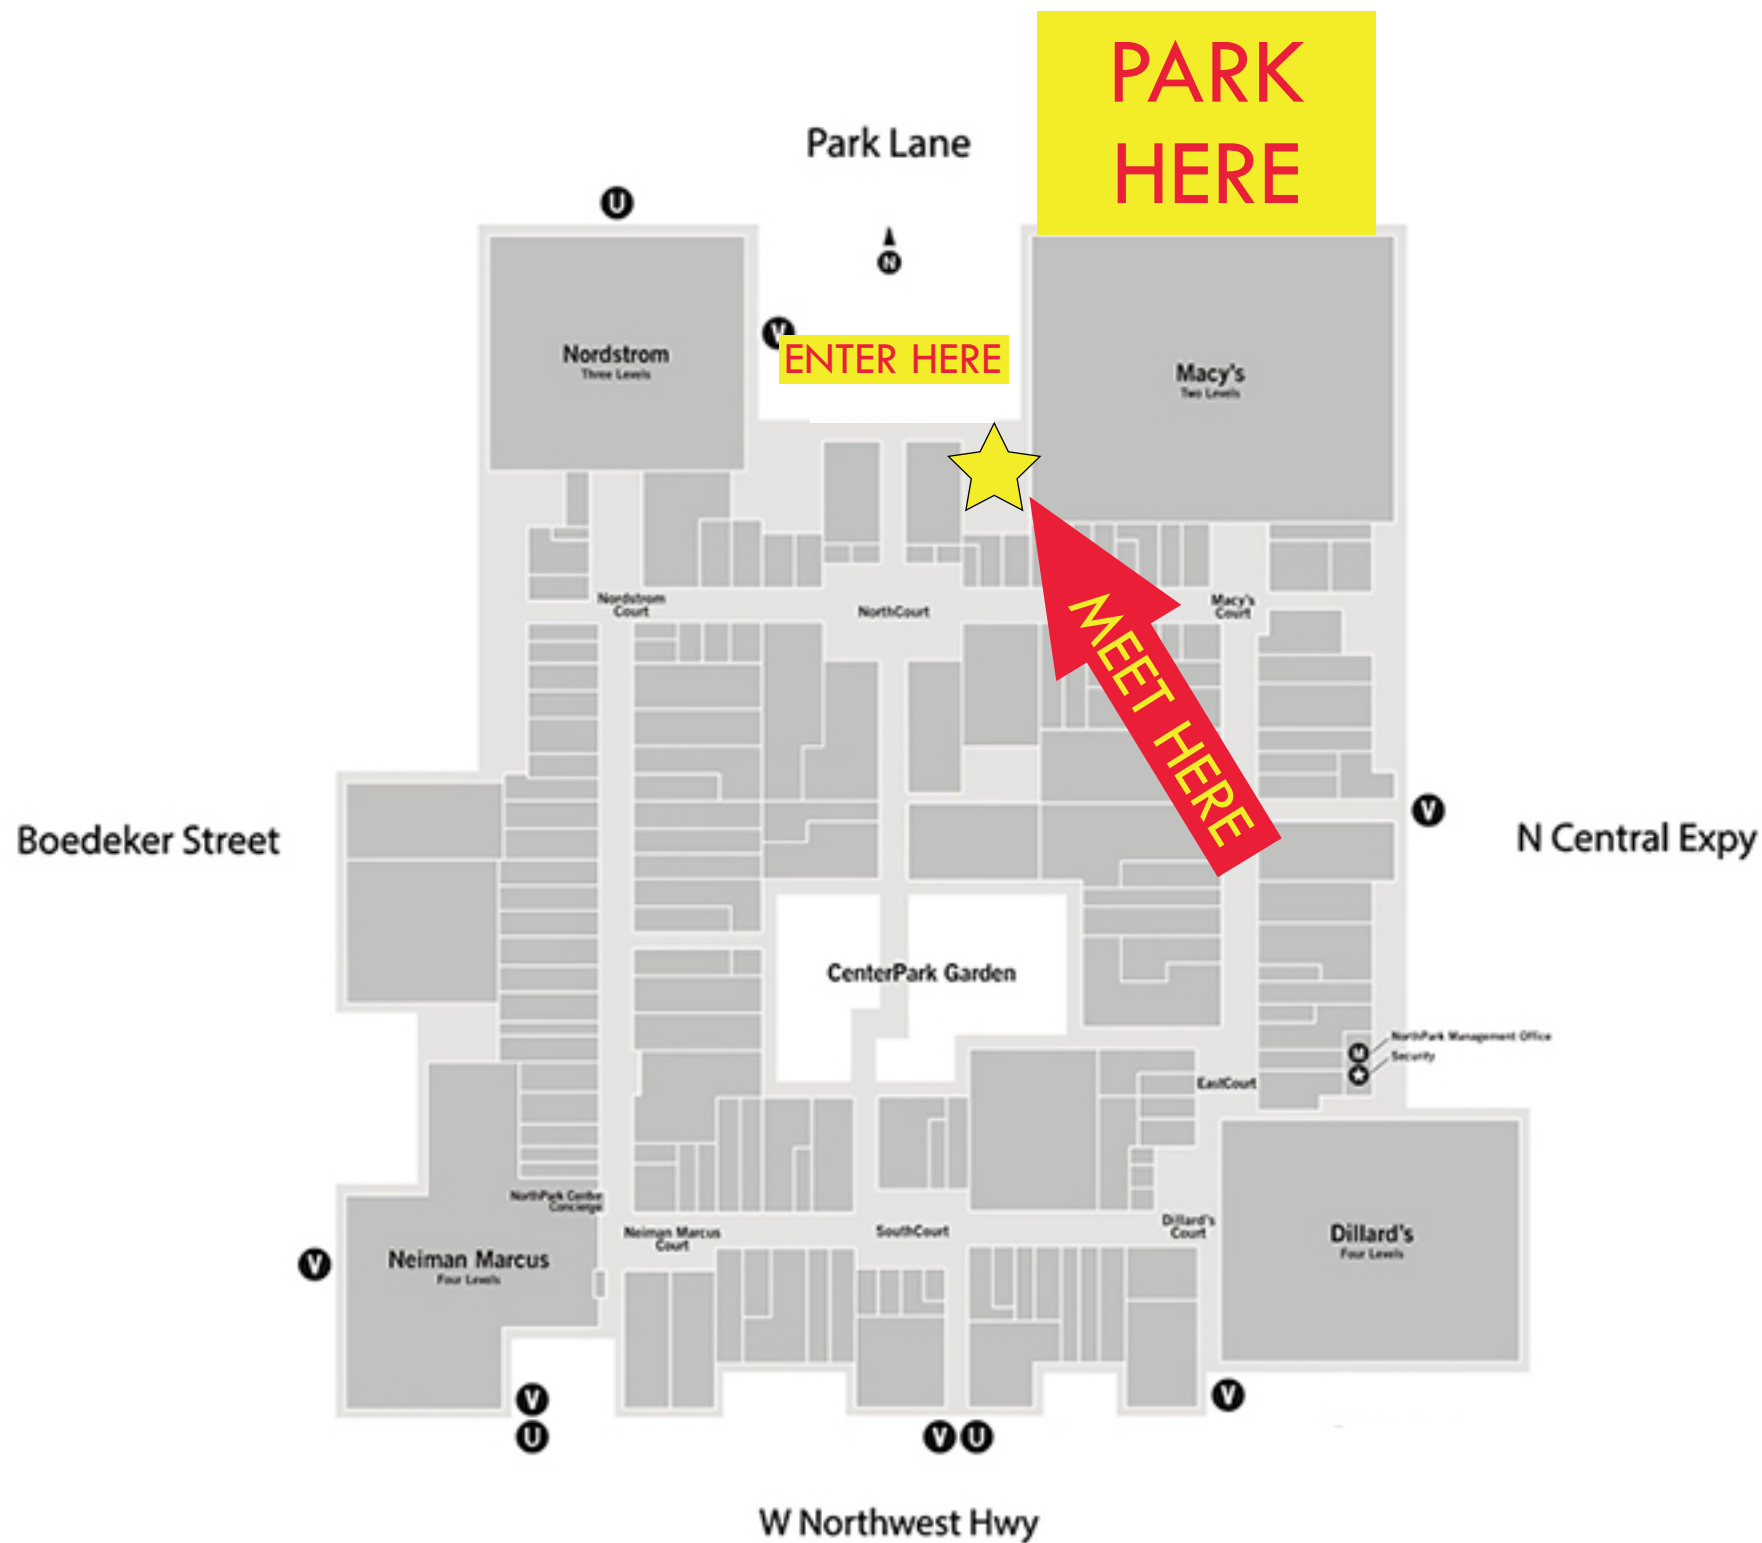 PARK
HERE
Park Lane
U
N
V
ENTER HERE
Nordstrom
Three Levels
Macy's
Two Levels
Nordstrom
Court
NorthCourt
Macy's
Court
MEET HERE
V
Boedeker Street
N Central Expy
CenterPark Garden
NorthPark Management Office
M
Security
EastCourt
NorthPark Center
Concierge
Neiman Marcus
Court
SouthCourt
Dillard's
Court
Dillard's
Four Levels
Neiman Marcus
Four Levels
V
V
U
V U
V
W Northwest Hwy